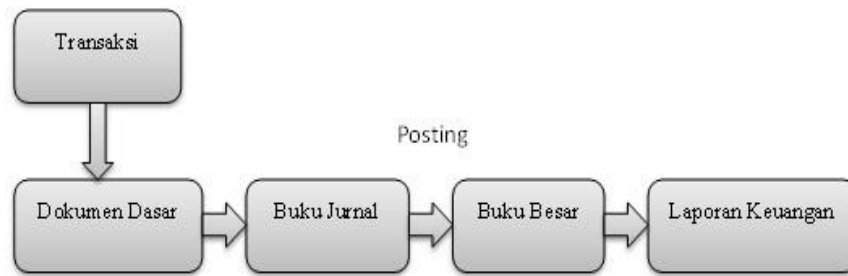 Transaksi
Posting
Dokumen Dasar
Buku Jurnal
Buku Besar
Laporan Keuangan